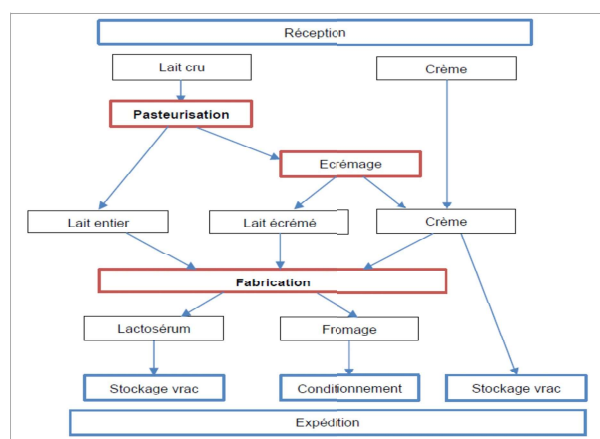 Réception
Lait cru
Crème
Pasteurisation
Ecrémage
Lait entier
Lait écrémé
Crème
Fabrication
Lactosérum
Fromage
Stockage vrac
Conditionnement
Stockage vrac
Expédition